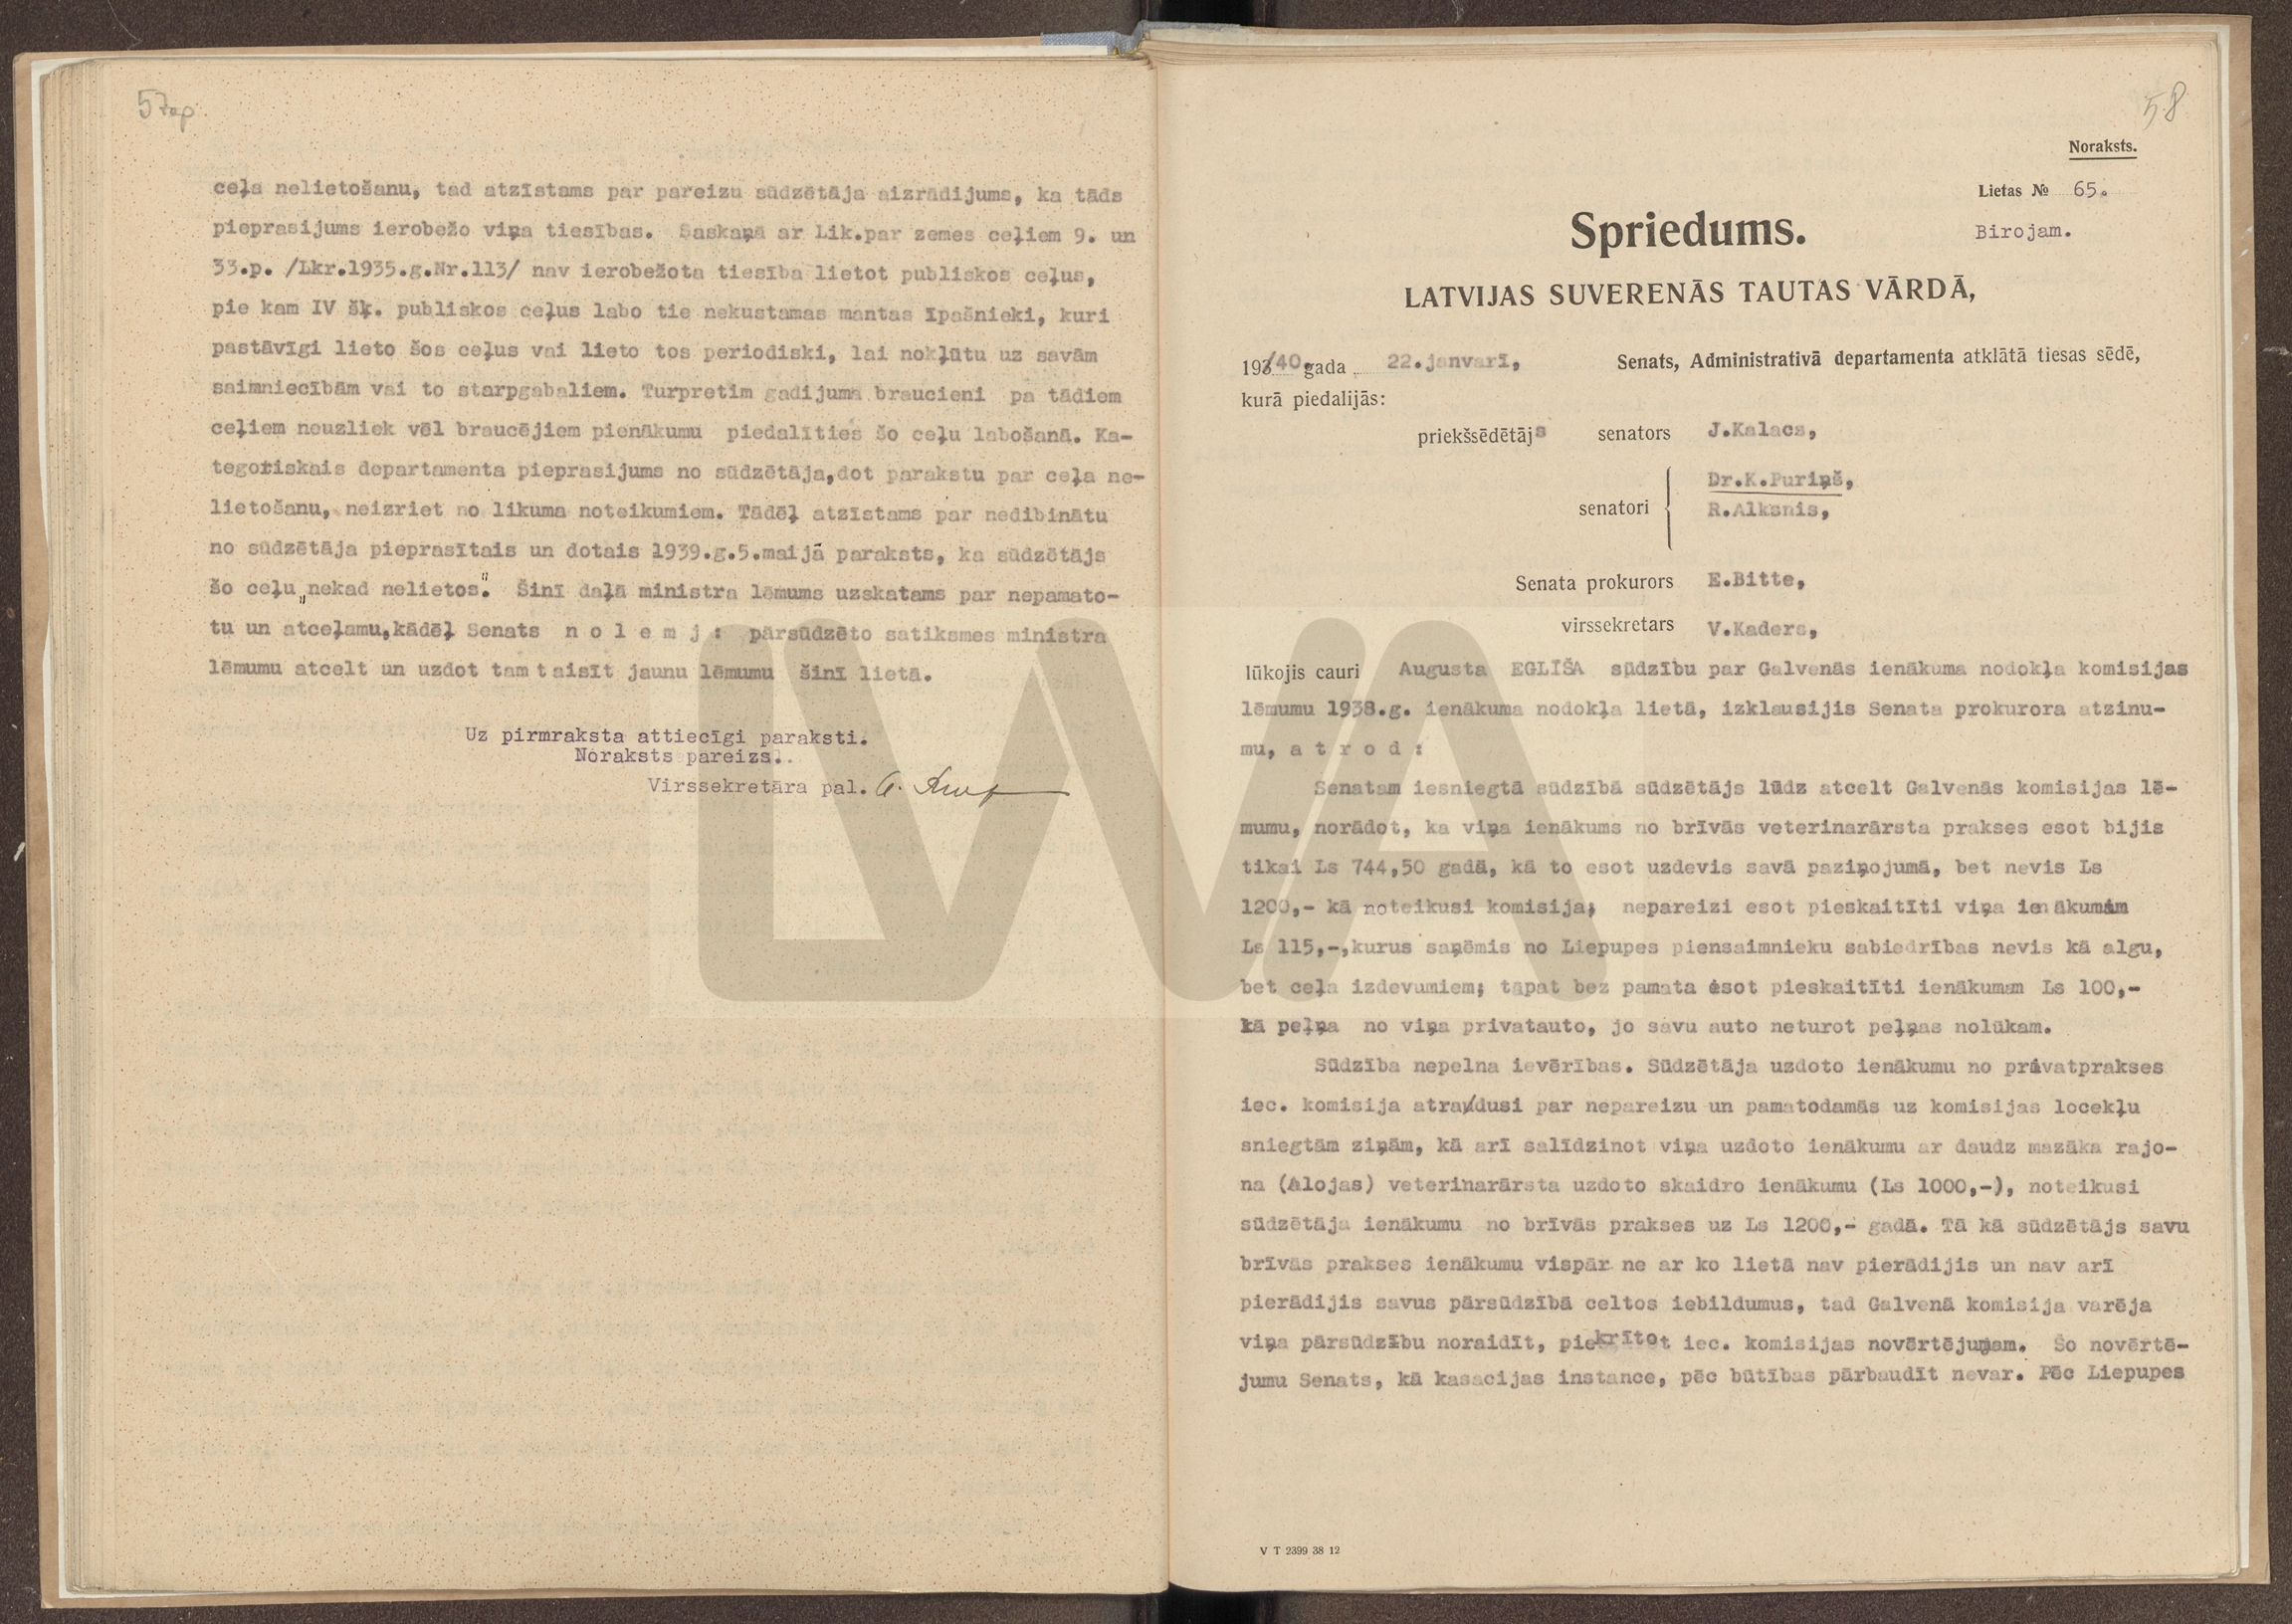 57op
ceļa nelietošanu, tad atzīstams par pareizu sūdzētāja aizrādijums, ka tāds
pieprasijums ierobežo viņa tiesības. Saskaņā ar Lik.par zemes ceļiem 9. un
33.p. /Lkr.1935.g.Nr.113/ nav ierobežota tiesība lietot publiskos ceļus,
pie kam IV šķ. publiskos ceļus labo tie nekustamas mantas īpašnieki, kuri
pastāvīgi lieto šos ceļus vai lieto tos periodiski, lai nokļūtu uz savām
saimniecībām vai to starpgabaliem. Turpretim gadijuma braucieni pa tādiem
ceļiem neuzliek vēl braucējiem pienākumu piedalīties šo ceļu labošanā. Ka-
tegoriskais departamenta pieprasijums no sūdzētāja,dot parakstu par ceļa ne-
lietošanu, neizriet no likuma noteikumiem. Tādēļ atzīstams par nedibinātu
no sūdzētāja pieprasītais un dotais 1939.g.5.maijā paraksts, ka sūdzētājs
šo ceļu „nekad nelietos". Šinī daļā ministra lēmums uzskatams par nepamato-
tu un atceļamu,kādēļ Senats n o l e m j : pārsūdzēto satiksmes ministra
lēmumu atcelt un uzdot tam taisīt jaunu lēmumu šinī lietā.
Uz pirmraksta attiecīgi paraksti.
Noraksts pareizs.
Virssekretāra pal.
58
Noraksts.
Lietas № 65.
Spriedums.
Birojam.
LATVIJAS SUVERENĀS TAUTAS VĀRDĀ,
193/40.gada 22.janvarī, Senats, Administratīvā departamenta atklātā tiesas sēdē,
kurā piedalijās:
priekšsēdētājs senators J.Kalacs,
Dr.K.Puriņš,
senatori R.Alksnis,
Senata prokurors E.Bitte,
virssekretars V.Kaders,
lūkojis cauri Augusta EGLĪŠA sūdzību par Galvenās ienākuma nodokļa komisijas
lēmumu 1938.g. ienākuma nodokļa lietā, izklausijis Senata prokurora atzinu-
mu, a t r o d :
Senatam iesniegtā sūdzībā sūdzētājs lūdz atcelt Galvenās komisijas lē-
mumu, norādot, ka viņa ienākums no brīvās veterinarārsta prakses esot bijis
tikai Ls 744,50 gadā, kā to esot uzdevis savā paziņojumā, bet nevis Ls
1200,- kā noteikusi komisija; nepareizi esot pieskaitīti viņa ienākumam
Ls 115,-,kurus saņēmis no Liepupes piensaimnieku sabiedrības nevis kā algu,
bet ceļa izdevumiem; tāpat bez pamata esot pieskaitīti ienākumam Ls 100,-
kā peļņa no viņa privatauto, jo savu auto neturot peļņas nolūkam.
Sūdzība nepelna ievērības. Sūdzētāja uzdoto ienākumu no privatprakses
iec. komisija atra/dusi par nepareizu un pamatodamās uz komisijas locekļu
sniegtām ziņām, kā arī salīdzinot viņa uzdoto ienākumu ar daudz mazāka rajo-
na (Alojas) veterinarārsta uzdoto skaidro ienākumu (Ls 1000,-), noteikusi
sūdzētāja ienākumu no brīvās prakses uz Ls 1200,- gadā. Tā kā sūdzētājs savu
brīvās prakses ienākumu vispār ne ar ko lietā nav pierādijis un nav arī
pierādijis savus pārsūdzībā celtos iebildumus, tad Galvenā komisija varēja
viņa pārsūdzību noraidīt, piekrītot iec. komisijas novērtējumam. Šo novērtē-
jumu Senats, kā kasacijas instance, pēc būtības pārbaudīt nevar. Pēc Liepupes
V T 2399 38 12
LVA